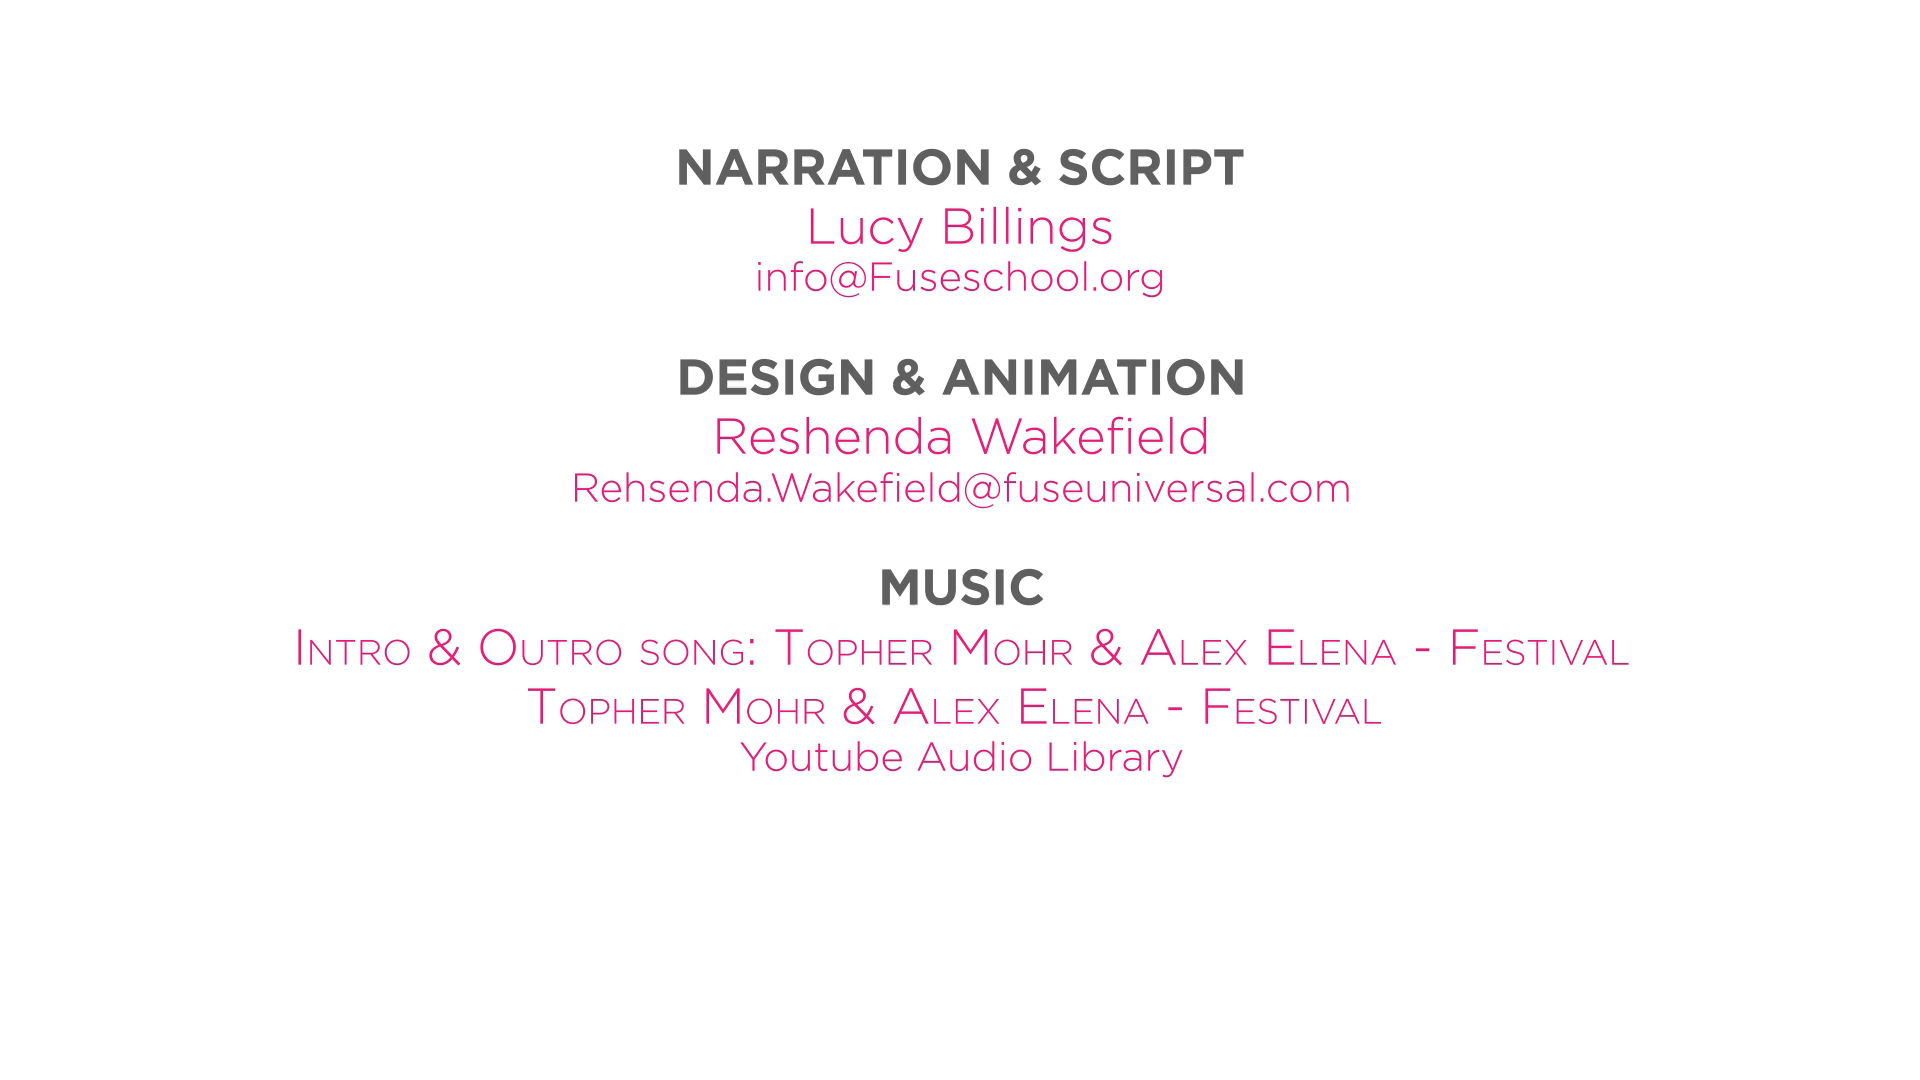 NARRATION & SCRIPT
Lucy Billings
info@Fuseschool.org
DESIGN & ANIMATION
Reshenda Wakefield
Rehsenda.Wakefield@fuseuniversal.com
MUSIC
Intro & Outro song: Topher Mohr & Alex Elena - Festival
Topher Mohr & Alex Elena - Festival
Youtube Audio Library